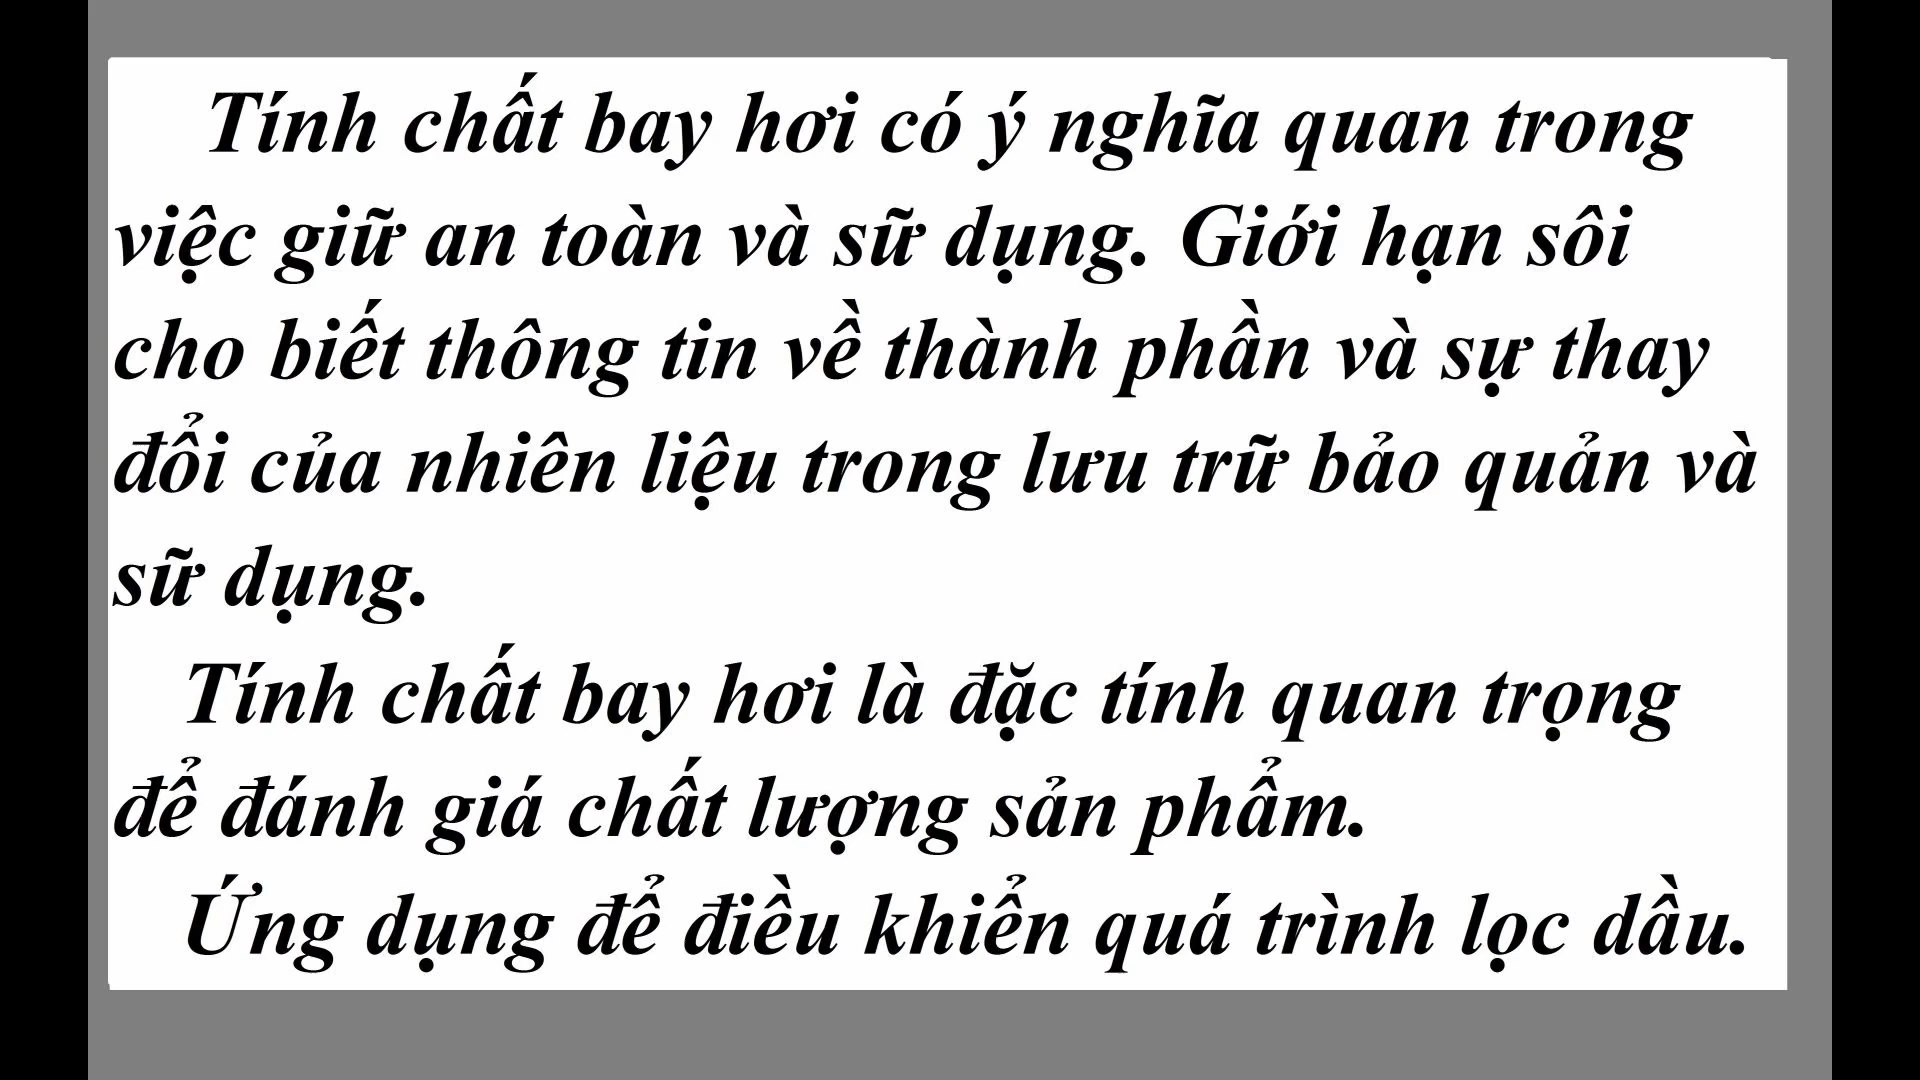 Tính chất bay hơi có ý nghĩa quan trong
việc giữ an toàn và sữ dụng. Giới hạn sôi
cho biết thông tin về thành phần và sự thay
đổi của nhiên liệu trong lưu trữ bảo quản và
sữ dụng.
Tính chất bay hơi là đặc tính quan trọng
để đánh giá chất lượng sản phẩm.
Ứng dụng để điều khiển quá trình lọc dầu.